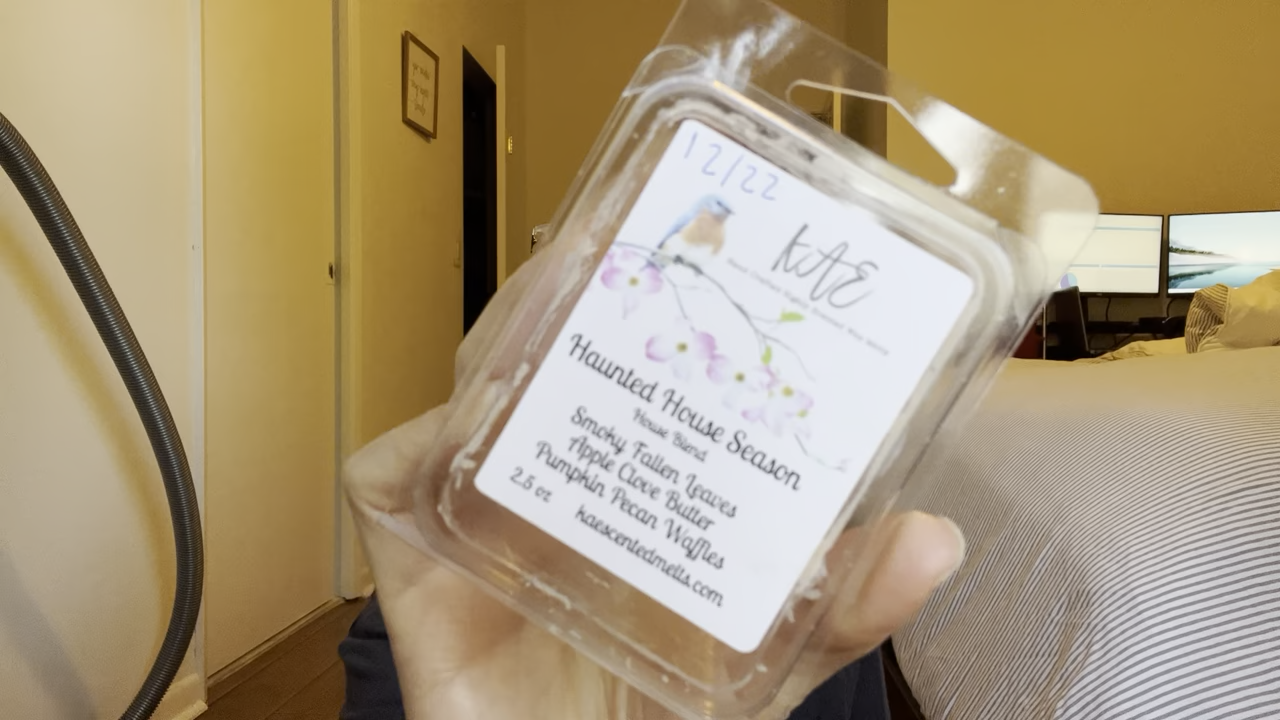 12/22
KAE
Haunted House Season
House Blend
Smoky Fallen Leaves
Apple Clove Butter
Pumpkin Pecan Waffles
2.5 oz kaescentedmelts.com